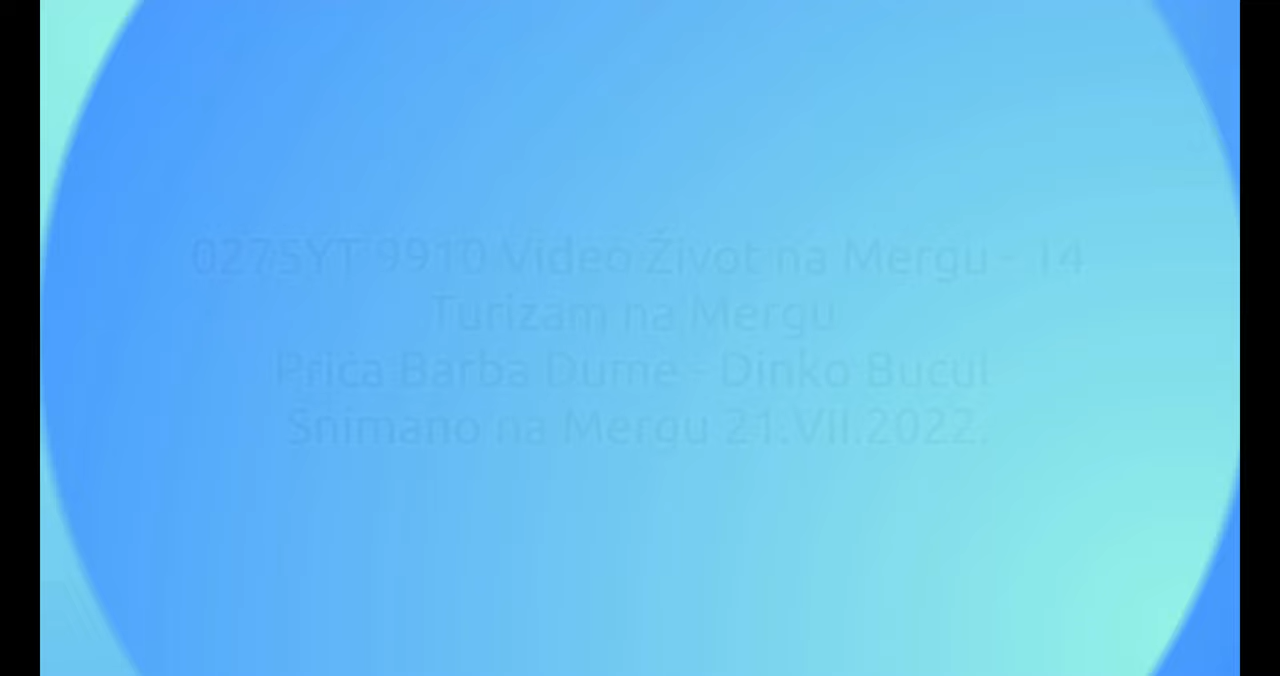 0275YT 9910 Video Život na Mergu - 14
Turizam na Mergu
Priča Barba Dume - Dinko Bucul
Snimano na Mergu 21.VII.2022.